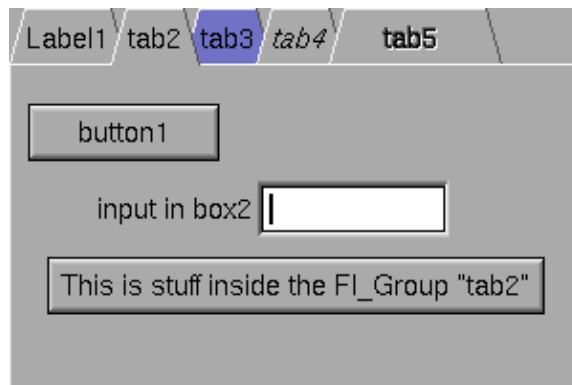 Label1 tab2 tab3 tab4 tab5
button1
input in box2
This is stuff inside the Fl_Group "tab2"